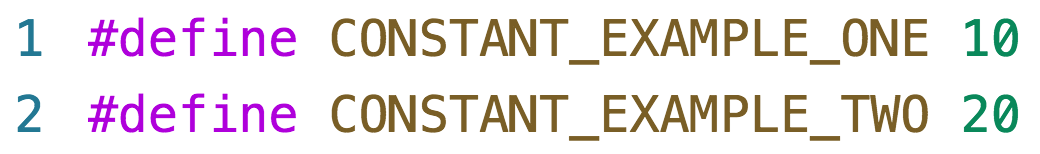 1 #define CONSTANT_EXAMPLE_ONE 10
2 #define CONSTANT_EXAMPLE_TWO 20